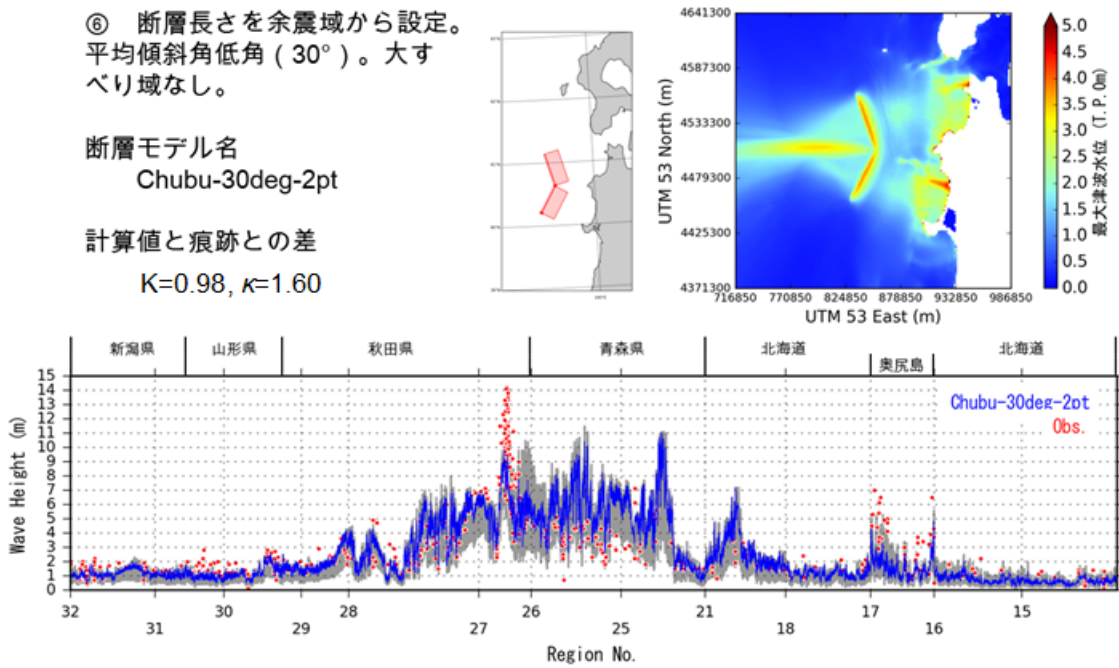 ⑥ 断層長さを余震域から設定。
平均傾斜角低角（30°）。大す
べり域なし。
断層モデル名
Chubu-30deg-2pt
計算値と痕跡との差
K=0.98, κ=1.60
4641300
4587300
4533300
4479300
4425300
4371300
UTM 53 North (m)
716850 770850 824850 878850 932850 986850
UTM 53 East (m)
5.0
4.5
4.0
3.5
3.0
2.5
2.0
1.5
1.0
0.5
0.0
最大津波水位 (T.P.0m)
新潟県 山形県 秋田県 青森県 北海道 奥尻島 北海道
15
14
13
12
11
10
9
8
7
6
5
4
3
2
1
0
Wave Height (m)
Chubu-30deg-2pt
Obs.
32 30 28 26 21 17 15
31 29 27 25 18 16
Region No.